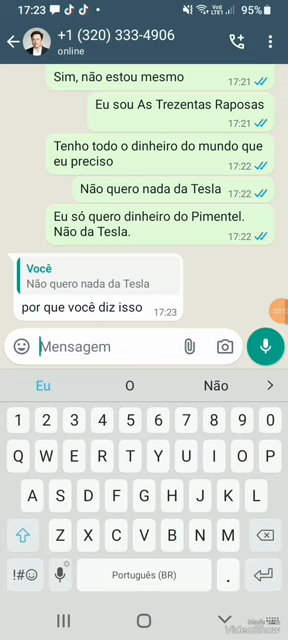 17:23
95%
+1 (320) 333-4906
online
Sim, não estou mesmo
17:21
Eu sou As Trezentas Raposas
17:21
Tenho todo o dinheiro do mundo que
eu preciso
17:22
Não quero nada da Tesla
17:22
Eu só quero dinheiro do Pimentel.
Não da Tesla.
17:22
Você
Não quero nada da Tesla
por que você diz isso
17:23
Mensagem
Eu O Não
1 2 3 4 5 6 7 8 9 0
Q W E R T Y U I O P
A S D F G H J K L
Z X C V B N M
!#☺ Português (BR) .
VideoShow